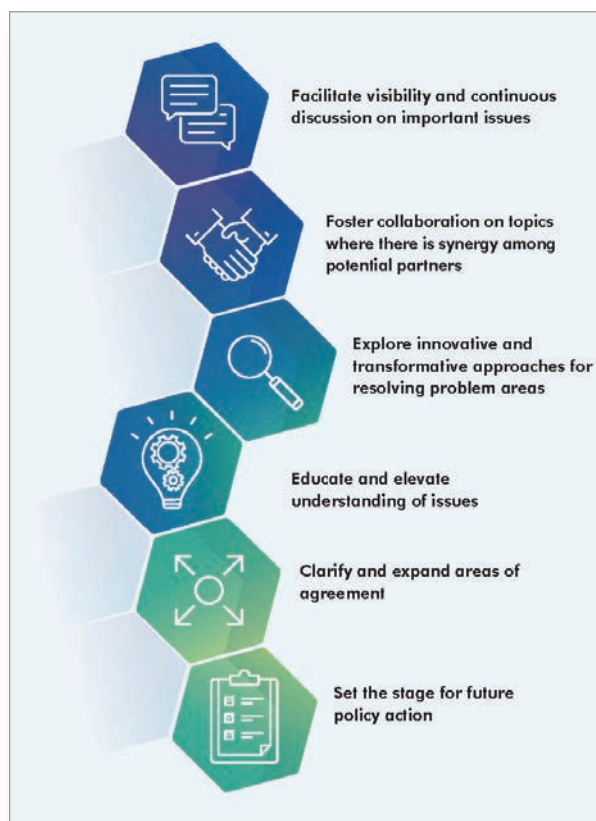 Facilitate visibility and continuous
discussion on important issues
Foster collaboration on topics
where there is synergy among
potential partners
Explore innovative and
transformative approaches for
resolving problem areas
Educate and elevate
understanding of issues
Clarify and expand areas of
agreement
Set the stage for future
policy action